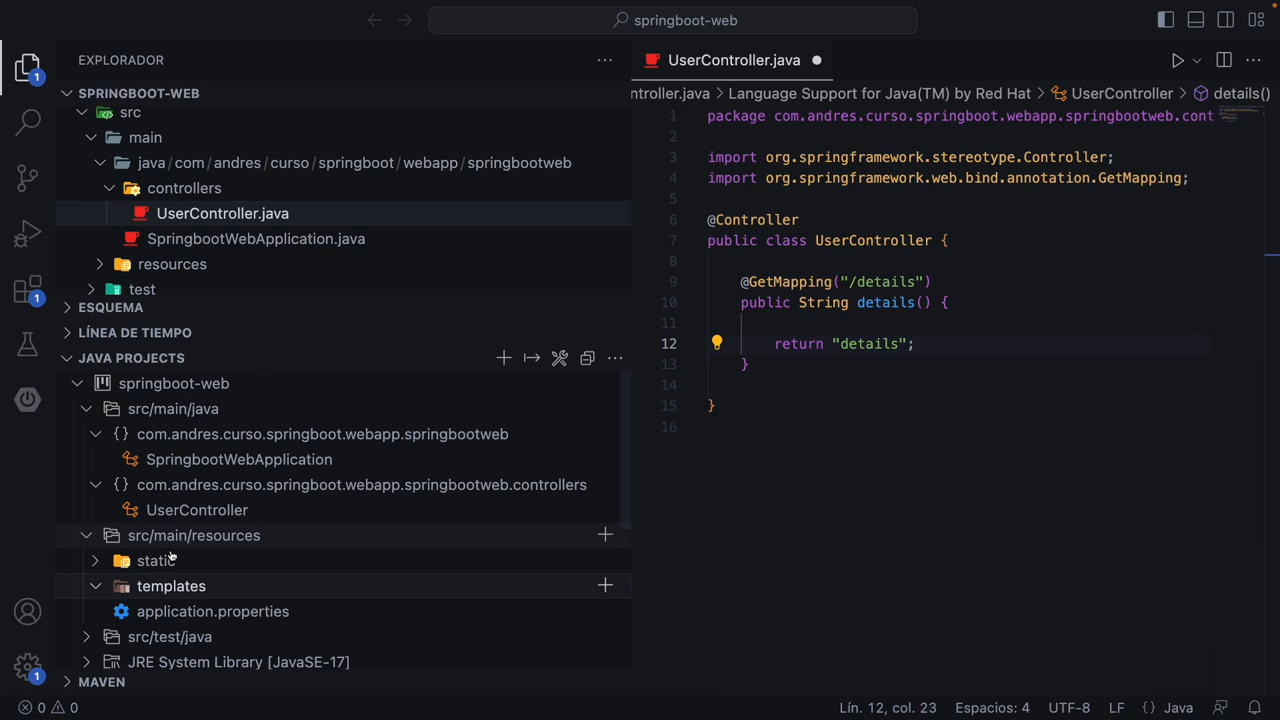 springboot-web
EXPLORADOR
SPRINGBOOT-WEB
src
main
java/com/andres/curso/springboot/webapp/springbootweb
controllers
UserController.java
SpringbootWebApplication.java
resources
test
ESQUEMA
LÍNEA DE TIEMPO
JAVA PROJECTS
springboot-web
src/main/java
com.andres.curso.springboot.webapp.springbootweb
SpringbootWebApplication
com.andres.curso.springboot.webapp.springbootweb.controllers
UserController
src/main/resources
static
templates
application.properties
src/test/java
JRE System Library [JavaSE-17]
MAVEN
1
1
1
UserController.java
ntroller.java > Language Support for Java(TM) by Red Hat > UserController > details()
1 package com.andres.curso.springboot.webapp.springbootweb.cont
2
3 import org.springframework.stereotype.Controller;
4 import org.springframework.web.bind.annotation.GetMapping;
5
6 @Controller
7 public class UserController {
8
9 @GetMapping("/details")
10 public String details() {
11
12 return "details";
13 }
14
15 }
16
0 0 Lín. 12, col. 23 Espacios: 4 UTF-8 LF {} Java